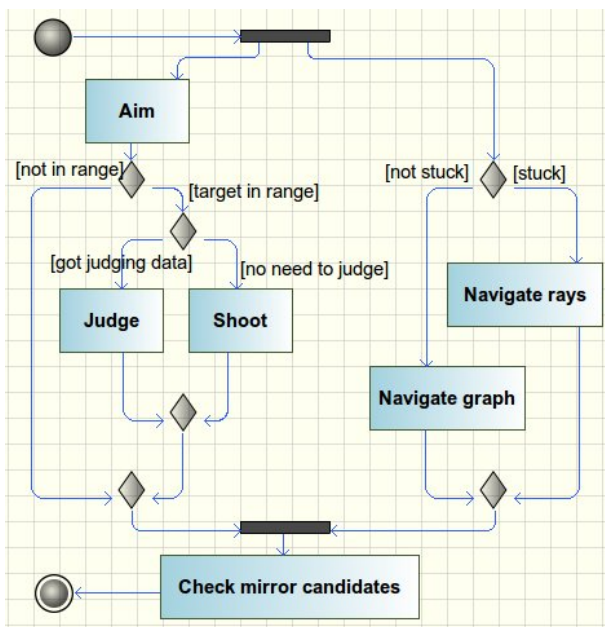 Aim
[not in range]
[target in range]
[not stuck]
[stuck]
[got judging data]
[no need to judge]
Judge
Shoot
Navigate rays
Navigate graph
Check mirror candidates